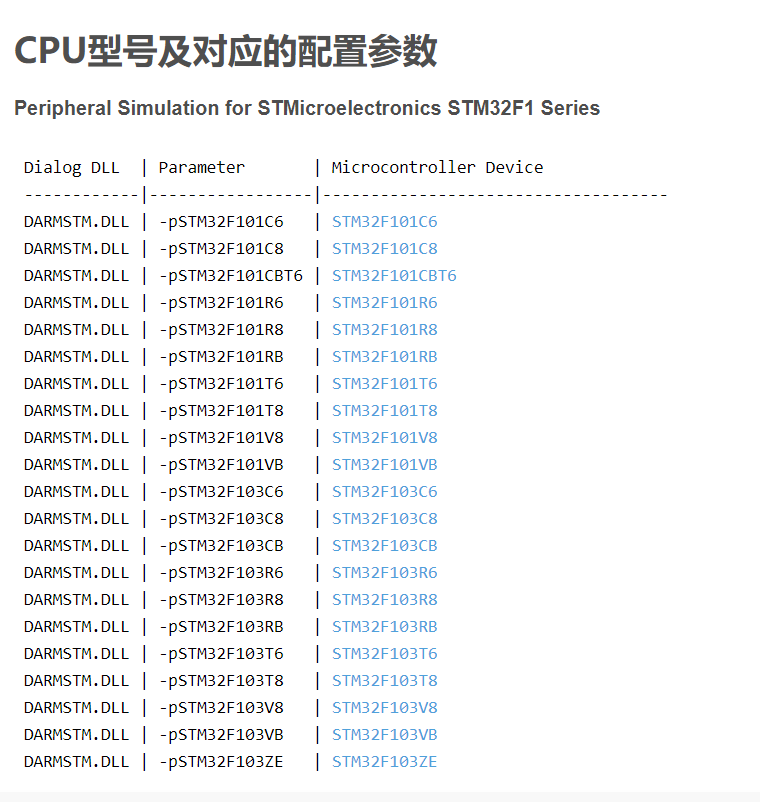 CPU型号及对应的配置参数
Peripheral Simulation for STMicroelectronics STM32F1 Series
Dialog DLL  | Parameter       | Microcontroller Device
------------|-----------------|------------------------------------
DARMSTM.DLL | -pSTM32F101C6   | STM32F101C6
DARMSTM.DLL | -pSTM32F101C8   | STM32F101C8
DARMSTM.DLL | -pSTM32F101CBT6 | STM32F101CBT6
DARMSTM.DLL | -pSTM32F101R6   | STM32F101R6
DARMSTM.DLL | -pSTM32F101R8   | STM32F101R8
DARMSTM.DLL | -pSTM32F101RB   | STM32F101RB
DARMSTM.DLL | -pSTM32F101T6   | STM32F101T6
DARMSTM.DLL | -pSTM32F101T8   | STM32F101T8
DARMSTM.DLL | -pSTM32F101V8   | STM32F101V8
DARMSTM.DLL | -pSTM32F101VB   | STM32F101VB
DARMSTM.DLL | -pSTM32F103C6   | STM32F103C6
DARMSTM.DLL | -pSTM32F103C8   | STM32F103C8
DARMSTM.DLL | -pSTM32F103CB   | STM32F103CB
DARMSTM.DLL | -pSTM32F103R6   | STM32F103R6
DARMSTM.DLL | -pSTM32F103R8   | STM32F103R8
DARMSTM.DLL | -pSTM32F103RB   | STM32F103RB
DARMSTM.DLL | -pSTM32F103T6   | STM32F103T6
DARMSTM.DLL | -pSTM32F103T8   | STM32F103T8
DARMSTM.DLL | -pSTM32F103V8   | STM32F103V8
DARMSTM.DLL | -pSTM32F103VB   | STM32F103VB
DARMSTM.DLL | -pSTM32F103ZE   | STM32F103ZE